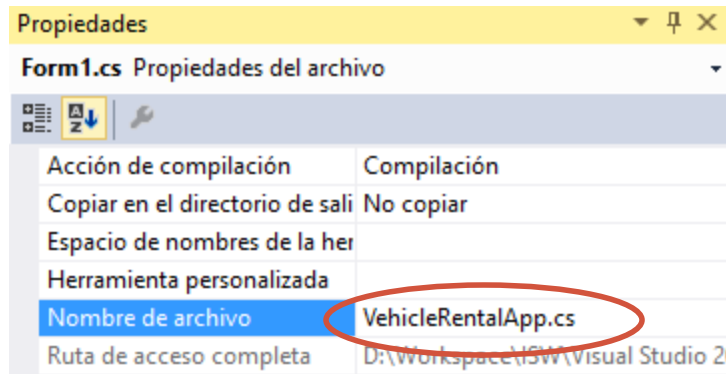 Propiedades
Form1.cs Propiedades del archivo
Acción de compilación Compilación
Copiar en el directorio de sali No copiar
Espacio de nombres de la her
Herramienta personalizada
Nombre de archivo VehicleRentalApp.cs
Ruta de acceso completa D:\Workspace\ISW\Visual Studio 2